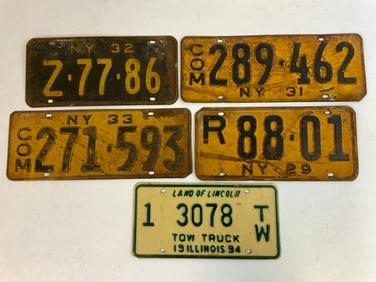 NY 32
Z·77·86
COM 289·462
NY 31
NY 33
COM 271·593
R 88·01
NY 29
LAND OF LINCOLN
1 3078 TW
TOW TRUCK
19 ILLINOIS 94